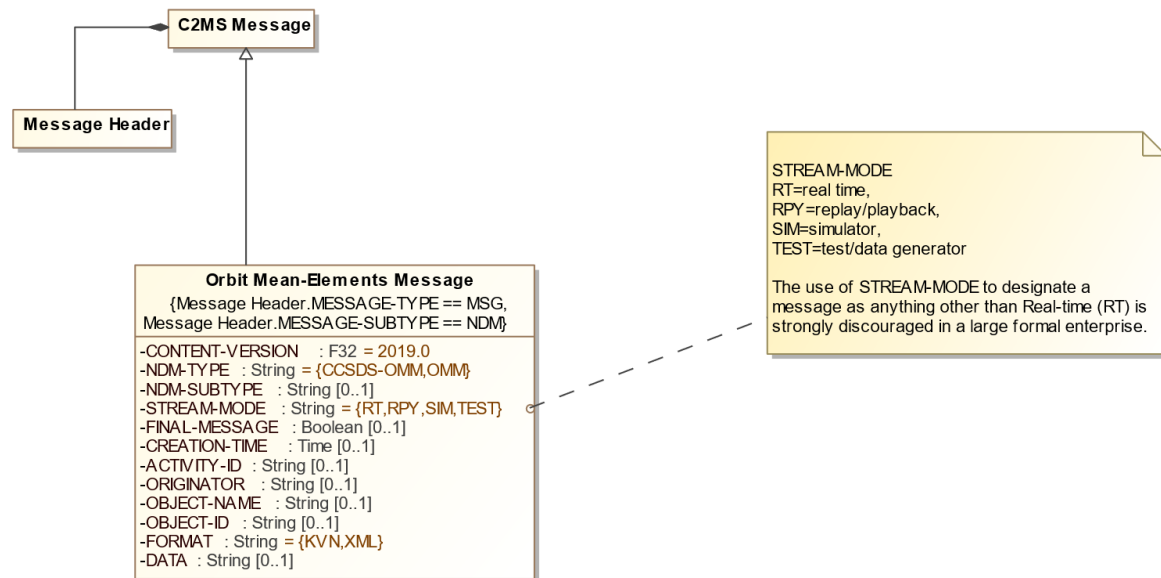 C2MS Message
Message Header
Orbit Mean-Elements Message
{Message Header.MESSAGE-TYPE == MSG,
Message Header.MESSAGE-SUBTYPE == NDM}
-CONTENT-VERSION : F32 = 2019.0
-NDM-TYPE : String = {CCSDS-OMM,OMM}
-NDM-SUBTYPE : String [0..1]
-STREAM-MODE : String = {RT,RPY,SIM,TEST}
-FINAL-MESSAGE : Boolean [0..1]
-CREATION-TIME : Time [0..1]
-ACTIVITY-ID : String [0..1]
-ORIGINATOR : String [0..1]
-OBJECT-NAME : String [0..1]
-OBJECT-ID : String [0..1]
-FORMAT : String = {KVN,XML}
-DATA : String [0..1]
STREAM-MODE
RT=real time,
RPY=replay/playback,
SIM=simulator,
TEST=test/data generator
The use of STREAM-MODE to designate a
message as anything other than Real-time (RT) is
strongly discouraged in a large formal enterprise.